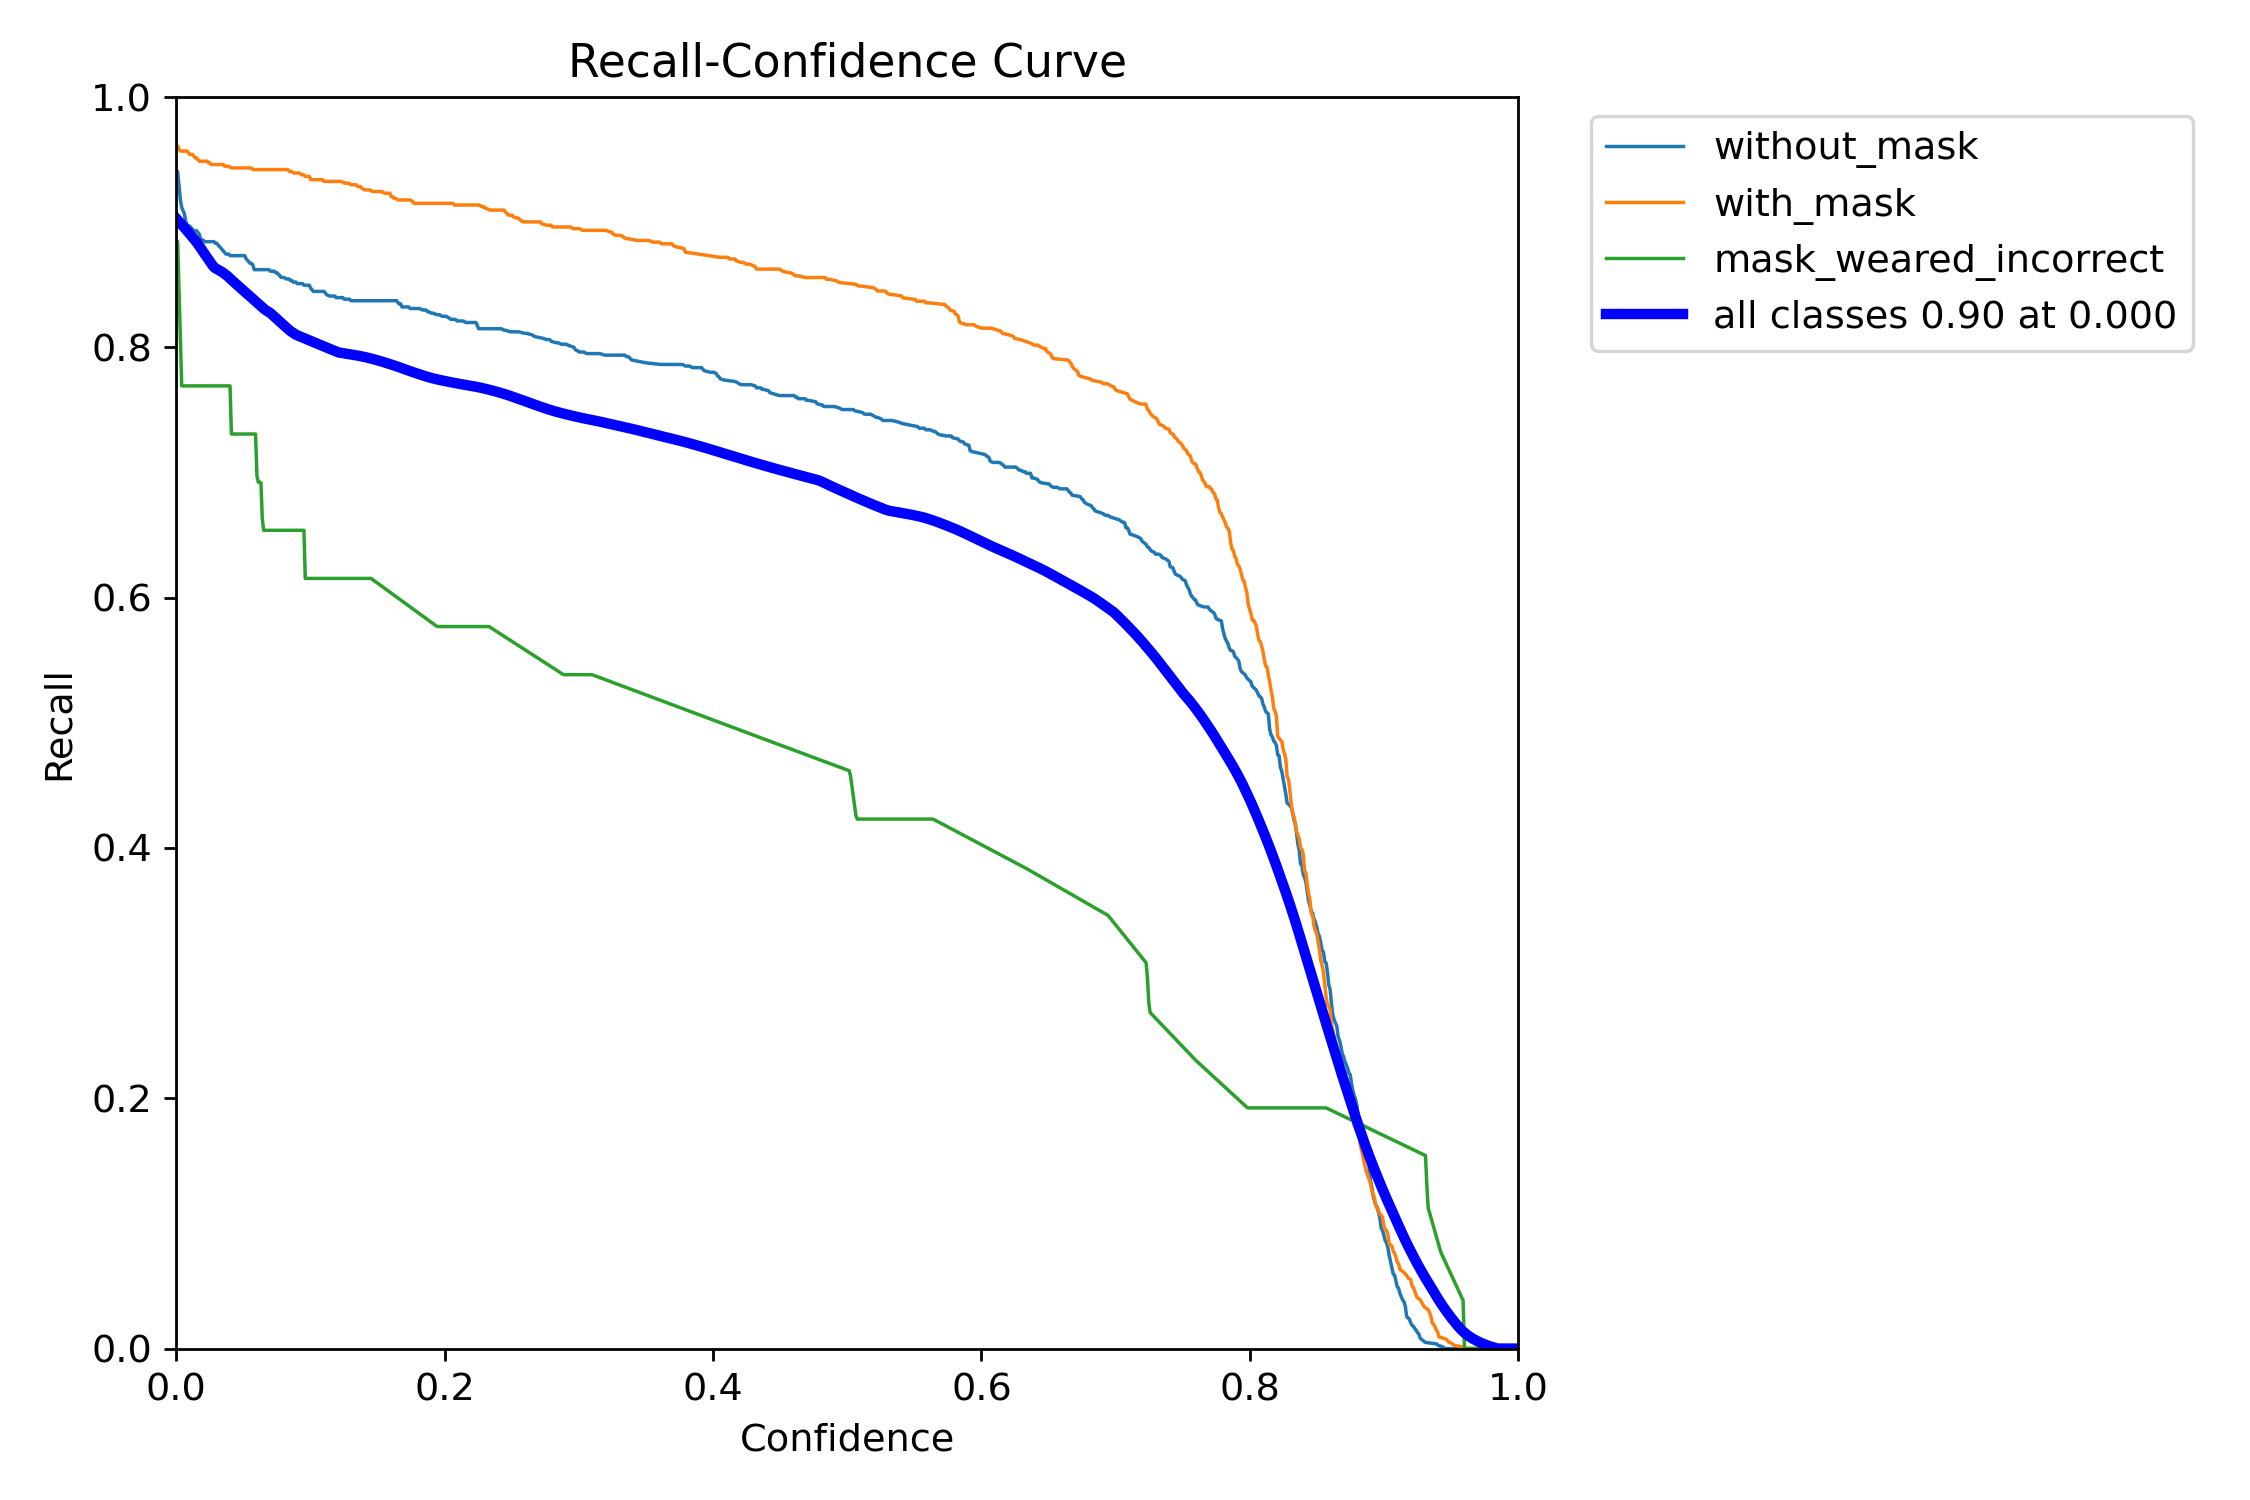 Recall-Confidence Curve
1.0
0.8
0.6
0.4
0.2
0.0
Recall
0.0 0.2 0.4 0.6 0.8 1.0
Confidence
without_mask
with_mask
mask_weared_incorrect
all classes 0.90 at 0.000